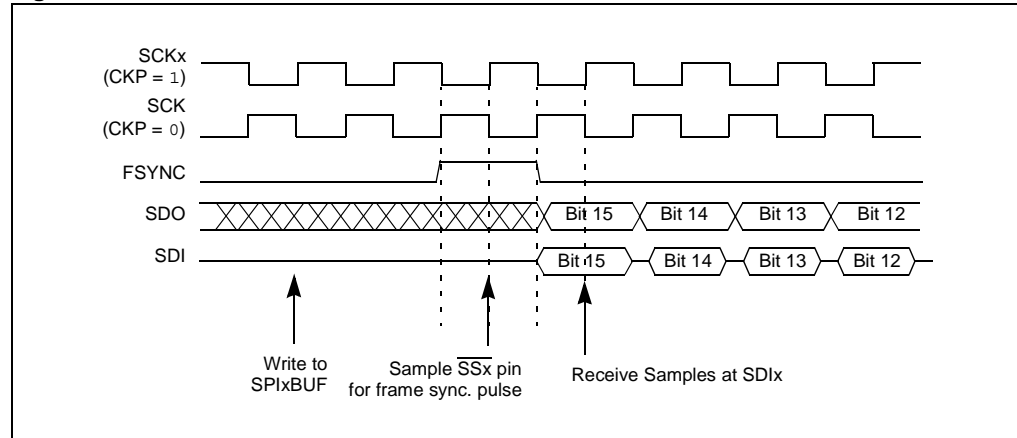 SCKx
(CKP = 1)
SCK
(CKP = 0)
FSYNC
SDO
Bit 15 Bit 14 Bit 13 Bit 12
SDI
Bit 15 Bit 14 Bit 13 Bit 12
Write to
SPIxBUF
Sample SSx pin
for frame sync. pulse
Receive Samples at SDIx